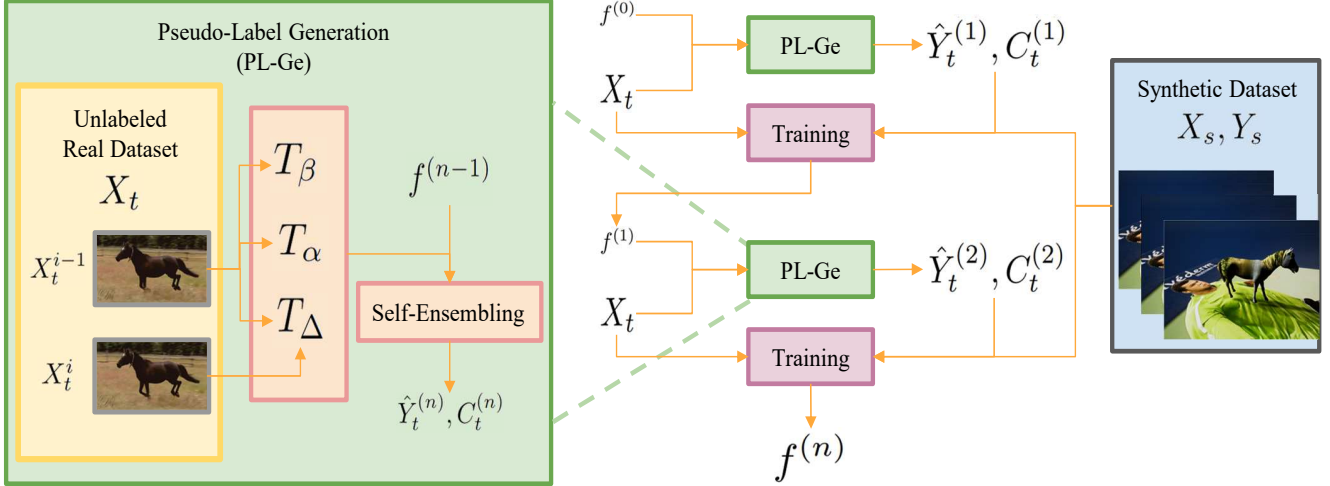 Pseudo-Label Generation
(PL-Ge)
Unlabeled
Real Dataset
X_t
X_t^{i-1}
X_t^i
T_β
T_α
T_Δ
f^{(n-1)}
Self-Ensembling
Ŷ_t^{(n)}, C_t^{(n)}
f^{(0)}
X_t
PL-Ge
Ŷ_t^{(1)}, C_t^{(1)}
Training
f^{(1)}
X_t
PL-Ge
Ŷ_t^{(2)}, C_t^{(2)}
Training
f^{(n)}
Synthetic Dataset
X_s, Y_s